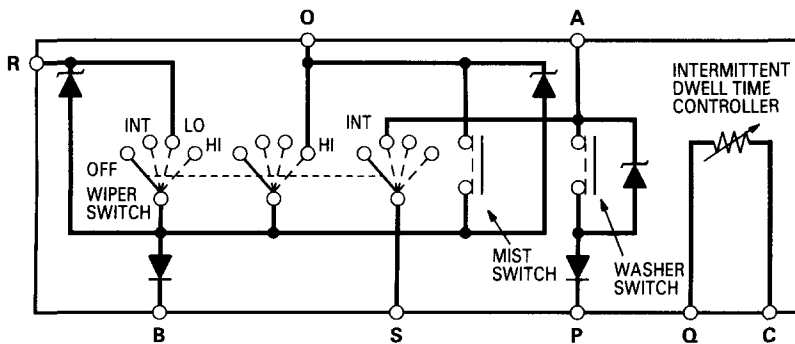 O
A
R
INTERMITTENT
DWELL TIME
CONTROLLER
INT
LO
HI
HI
INT
OFF
WIPER
SWITCH
MIST
SWITCH
WASHER
SWITCH
B
S
P
Q
C